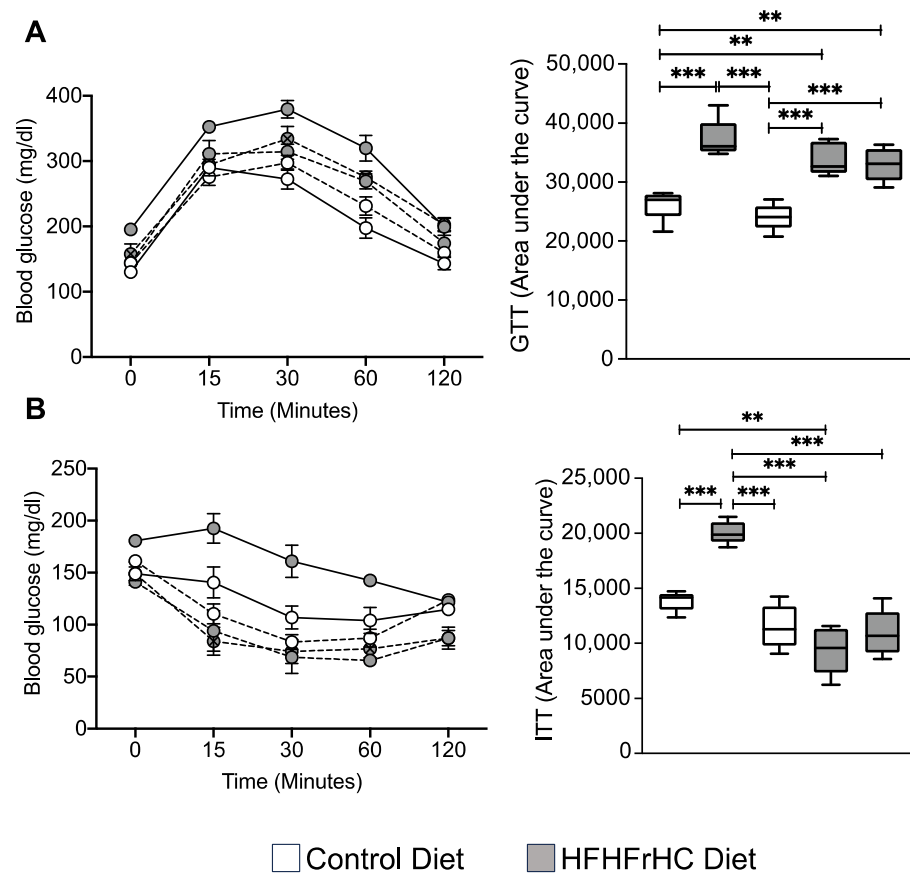 A
Blood glucose (mg/dl)
400
300
200
100
0
0 15 30 60 120
Time (Minutes)
GTT (Area under the curve)
50,000
40,000
30,000
20,000
10,000
0
**
**
*** ***
***
***
B
Blood glucose (mg/dl)
250
200
150
100
50
0
0 15 30 60 120
Time (Minutes)
ITT (Area under the curve)
25,000
20,000
15,000
10,000
5000
0
**
***
***
*** ***
Control Diet HFHFrHC Diet